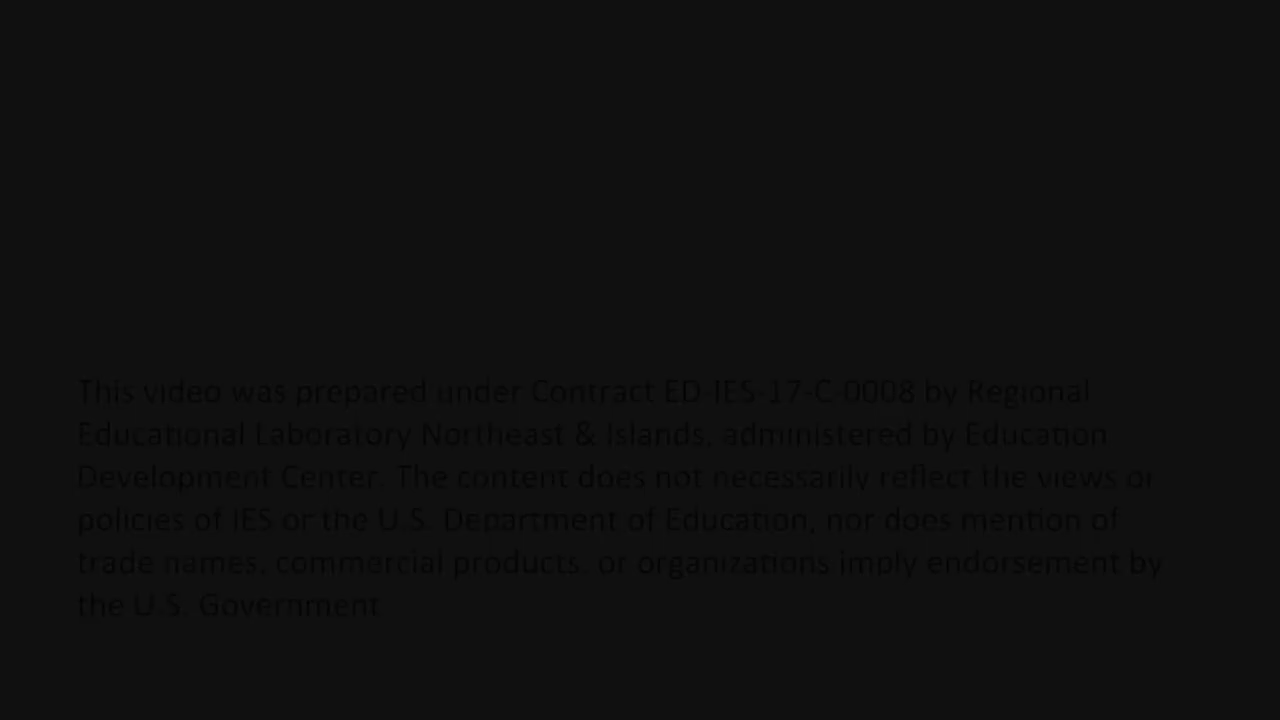 This video was prepared under Contract ED-IES-17-C-0008 by Regional
Educational Laboratory Northeast & Islands, administered by Education
Development Center. The content does not necessarily reflect the views or
policies of IES or the U.S. Department of Education, nor does mention of
trade names, commercial products, or organizations imply endorsement by
the U.S. Government